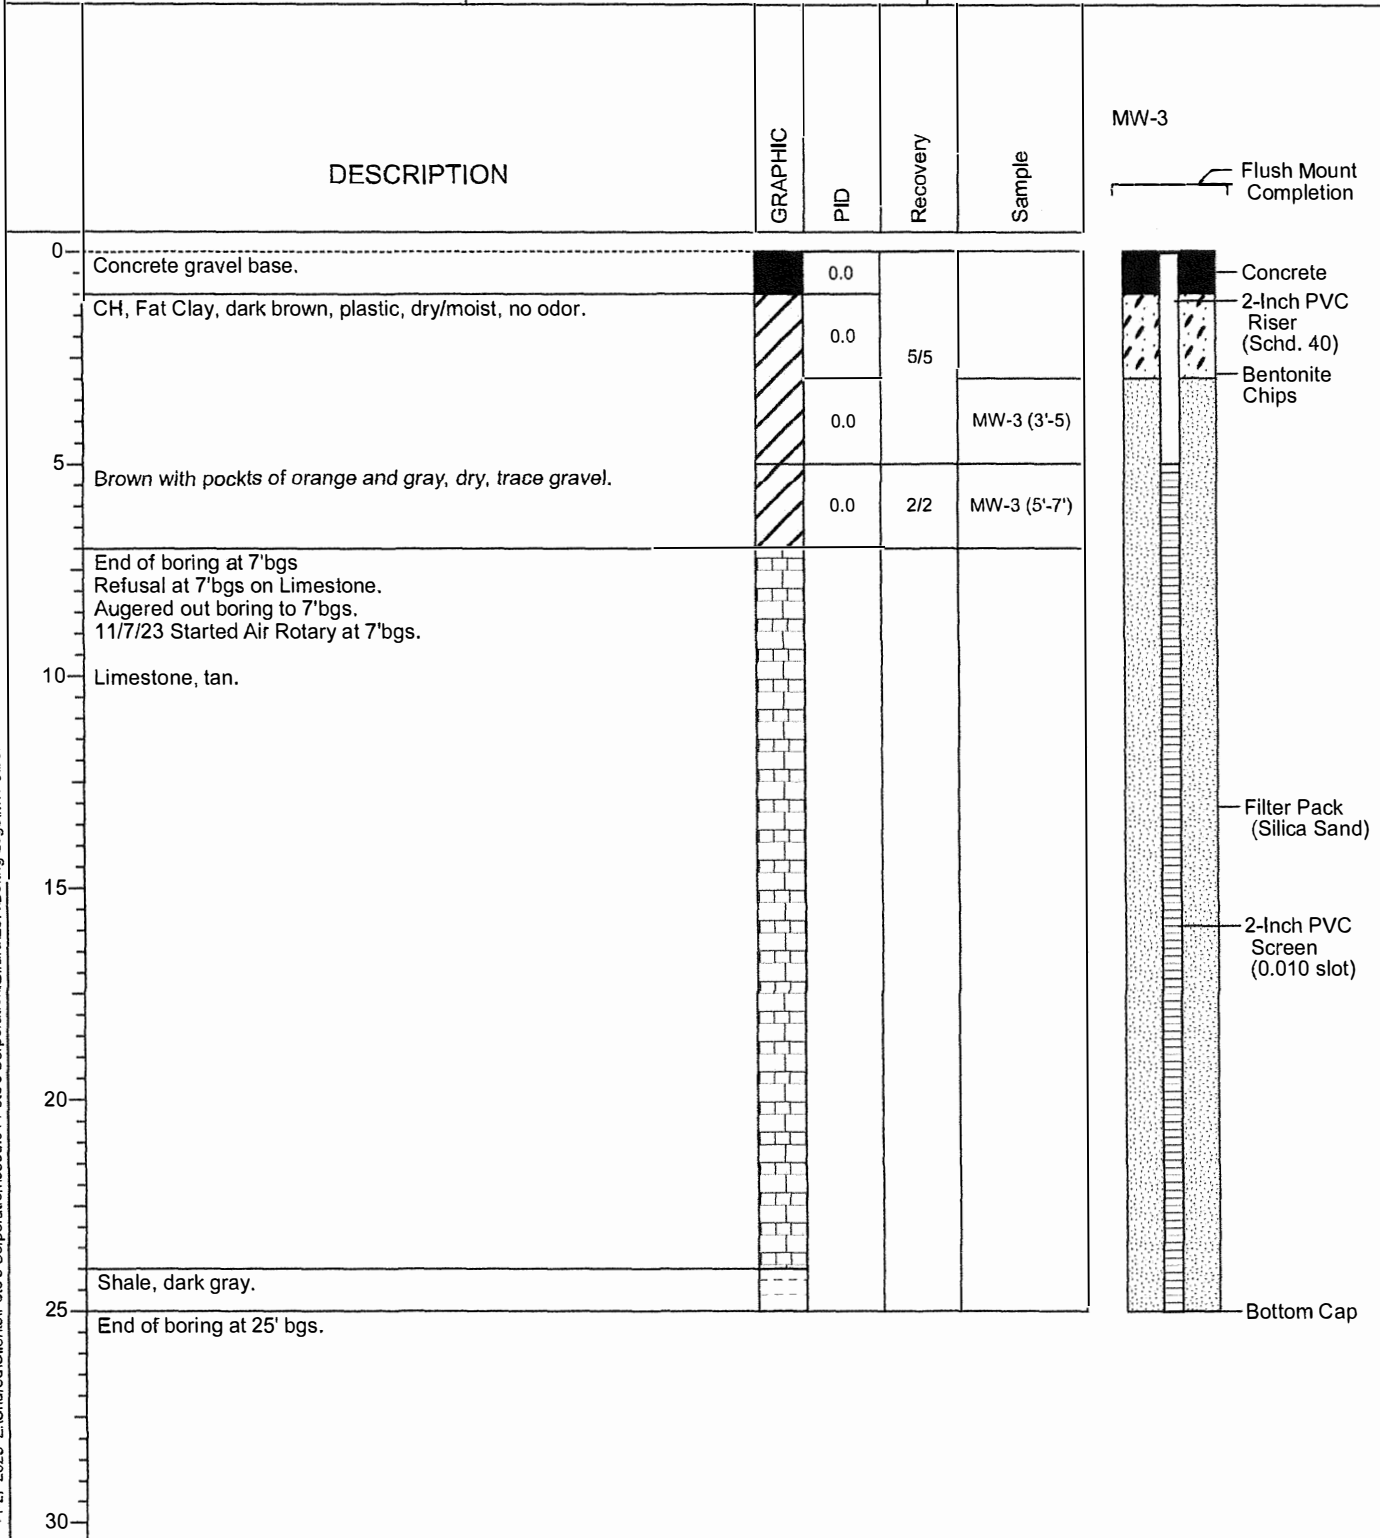 MW-3
DESCRIPTION
GRAPHIC
PID
Recovery
Sample
Flush Mount
Completion
0
Concrete gravel base.
0.0
Concrete
CH, Fat Clay, dark brown, plastic, dry/moist, no odor.
0.0
5/5
2-Inch PVC
Riser
(Schd. 40)
Bentonite
Chips
0.0
MW-3 (3'-5)
5
Brown with pockts of orange and gray, dry, trace gravel.
0.0
2/2
MW-3 (5'-7')
End of boring at 7'bgs
Refusal at 7'bgs on Limestone.
Augered out boring to 7'bgs.
11/7/23 Started Air Rotary at 7'bgs.
10
Limestone, tan.
Filter Pack
(Silica Sand)
15
2-Inch PVC
Screen
(0.010 slot)
20
Shale, dark gray.
25
End of boring at 25' bgs.
Bottom Cap
30